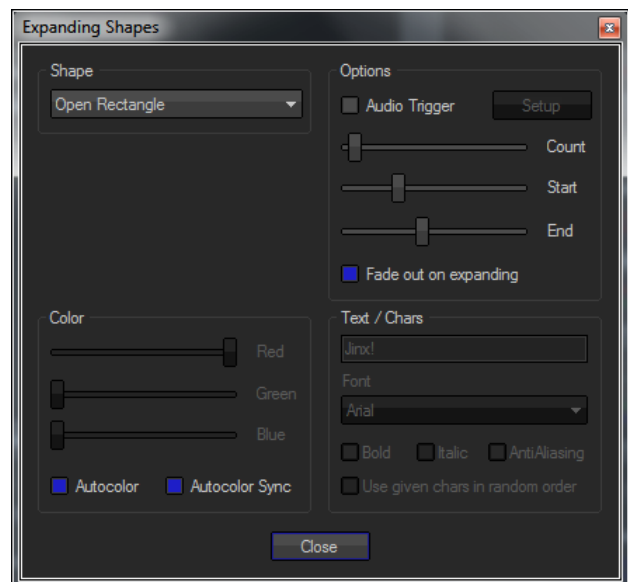 Expanding Shapes
Shape
Open Rectangle
Options
Audio Trigger
Setup
Count
Start
End
Fade out on expanding
Color
Red
Green
Blue
Autocolor
Autocolor Sync
Text / Chars
Jinx!
Font
Arial
Bold
Italic
AntiAliasing
Use given chars in random order
Close